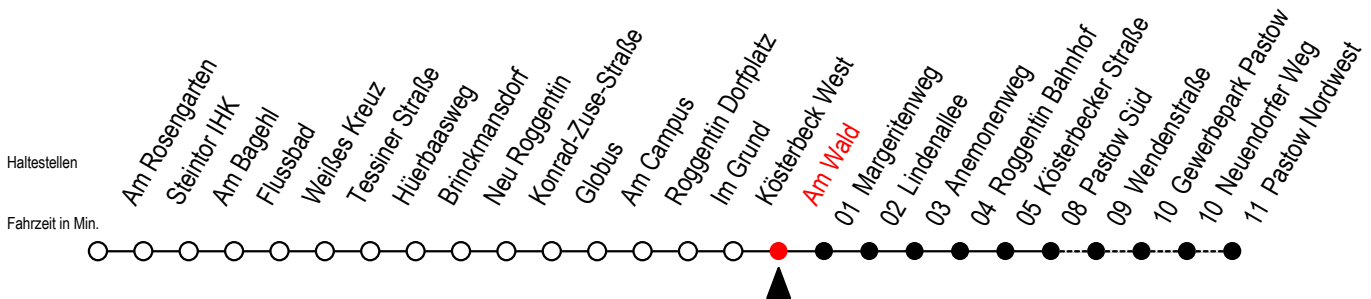 Haltestellen
Fahrzeit in Min.
Am Rosengarten
Steintor IHK
Am Bagehl
Flussbad
Weißes Kreuz
Tessiner Straße
Hüerbaasweg
Brinckmansdorf
Neu Roggentin
Konrad-Zuse-Straße
Globus
Am Campus
Roggentin Dorfplatz
Im Grund
Kösterbeck West
Am Wald
01 Margeritenweg
02 Lindenallee
03 Anemonenweg
04 Roggentin Bahnhof
05 Kösterbecker Straße
08 Pastow Süd
09 Wendenstraße
10 Gewerbepark Pastow
10 Neuendorfer Weg
11 Pastow Nordwest